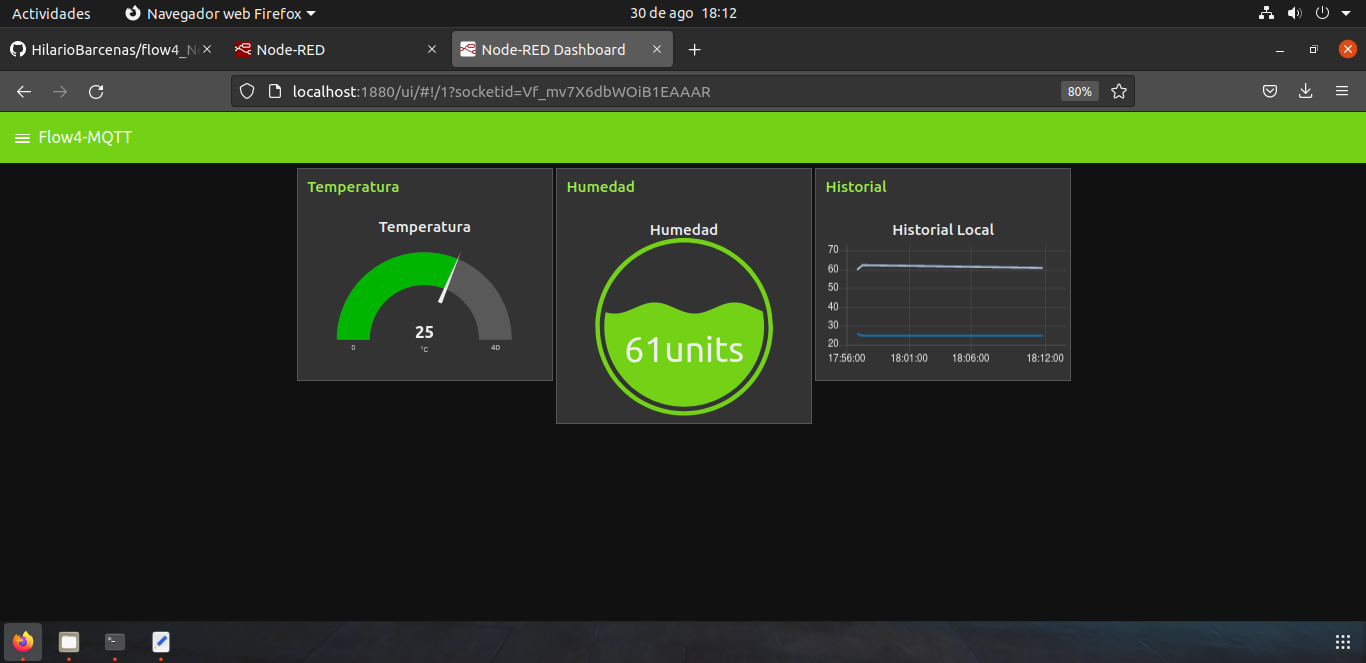 Actividades Navegador web Firefox 30 de ago 18:12
HilarioBarcenas/flow4_N Node-RED Node-RED Dashboard
localhost:1880/ui/#!/1?socketid=Vf_mv7X6dbWOiB1EAAAR 80%
Flow4-MQTT
Temperatura
Temperatura
25
°C
0 40
Humedad
Humedad
61units
Historial
Historial Local
70
60
50
40
30
20
17:56:00 18:01:00 18:06:00 18:12:00